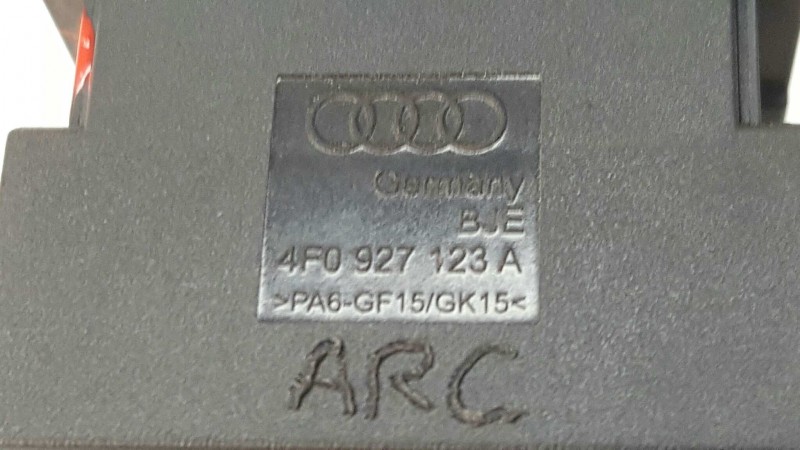 Germany
BJE
4F0 927 123 A
>PA6-GF15/GK15<
ARC